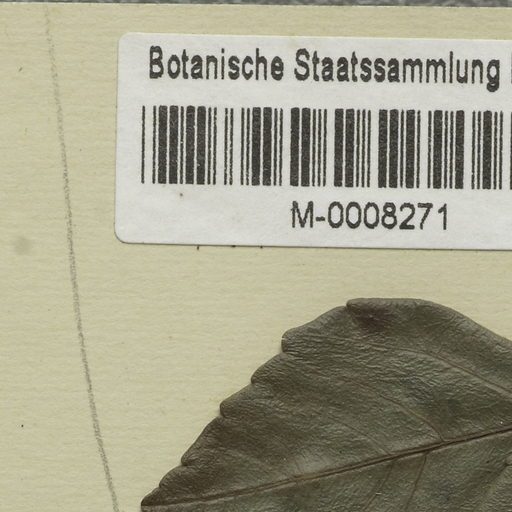 Botanische Staatssammlung
M-0008271